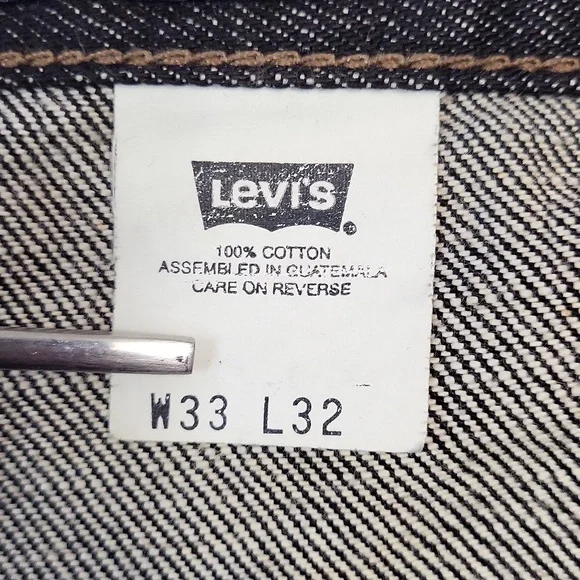 Levi's ®
100% COTTON
ASSEMBLED IN GUATEMALA
CARE ON REVERSE
W33 L32